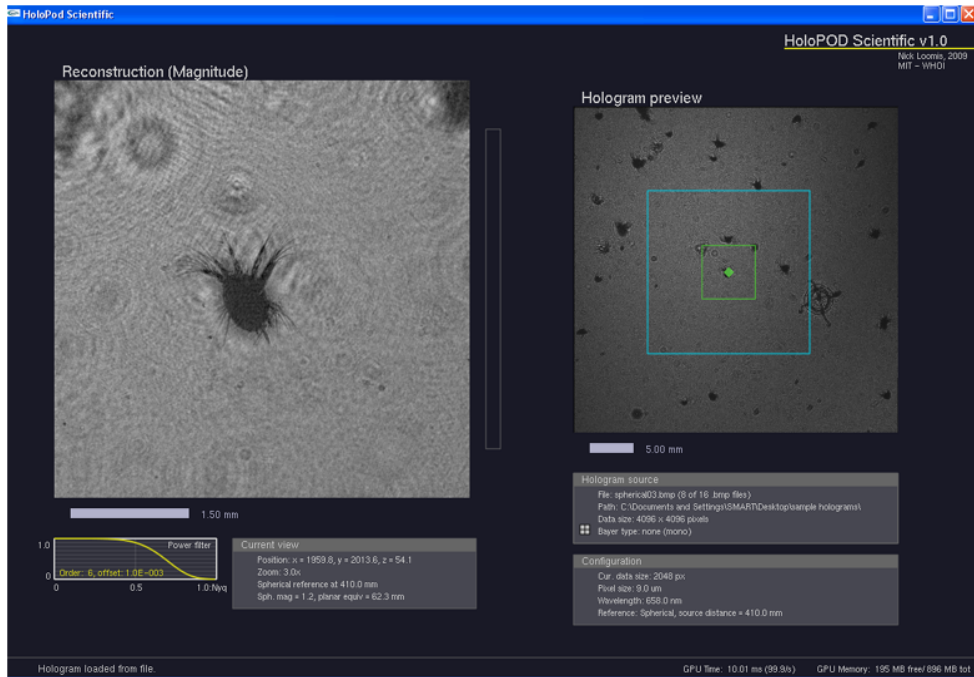 HoloPod Scientific
HoloPOD Scientific v1.0
Nick Loomis, 2009
MIT - WHOI
Reconstruction (Magnitude)
Hologram preview
1.50 mm
5.00 mm
Hologram source
File: spherical03.bmp (8 of 16 .bmp files)
Path: C:\Documents and Settings\SMART\Desktop\sample holograms\
Data size: 4096 x 4096 pixels
Bayer type: none (mono)
1.0
Power filter
Order: 6, offset: 1.0E-003
0
0 0.5 1.0:Nyq
Current view
Position: x = 1959.8, y = 2013.6, z = 54.1
Zoom: 3.0x
Spherical reference at 410.0 mm
Sph. mag = 1.2, planar equiv = 62.3 mm
Configuration
Cur. data size: 2048 px
Pixel size: 9.0 um
Wavelength: 658.0 nm
Reference: Spherical, source distance = 410.0 mm
Hologram loaded from file.
GPU Time: 10.01 ms (99.9/s) GPU Memory: 195 MB free/ 896 MB tot